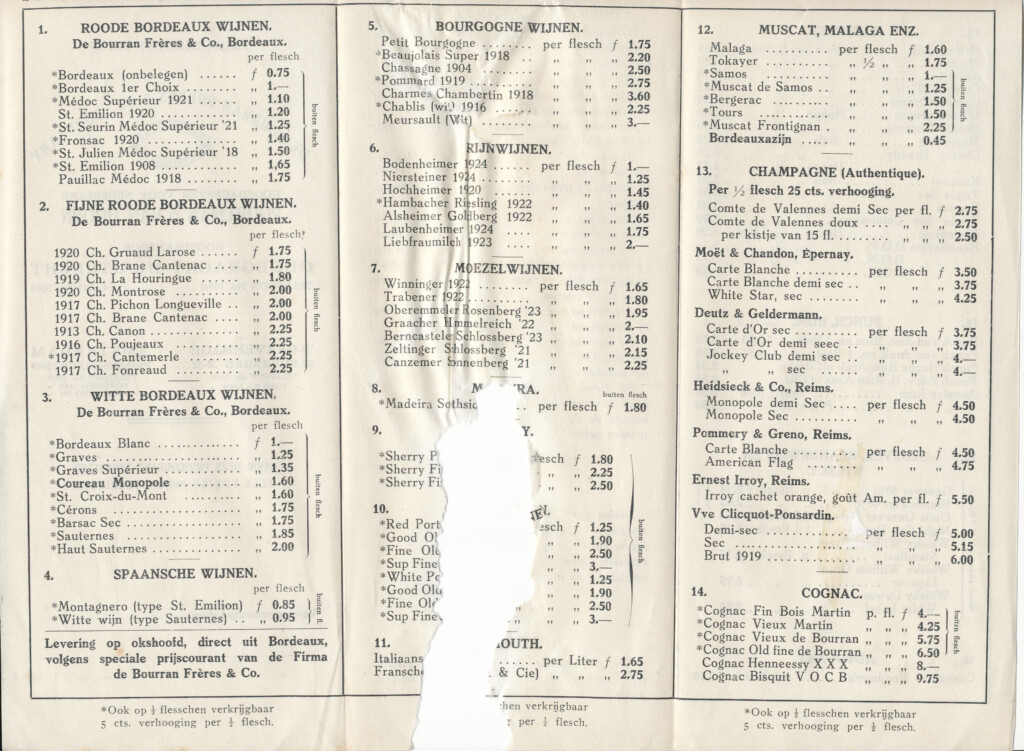 1. ROODE BORDEAUX WIJNEN.
De Bourran Frères & Co., Bordeaux.
per flesch
*Bordeaux (onbelegen) ...... f 0.75
*Bordeaux 1er Choix ........ „ 1.—
*Médoc Supérieur 1921 ...... „ 1.10
St. Emilion 1920 ........... „ 1.20
*St. Seurin Médoc Supérieur '21 „ 1.25
*Fronsac 1920 .............. „ 1.40
*St. Julien Médoc Supérieur '18 „ 1.50
*St. Emilion 1908 .......... „ 1,65
Pauillac Médoc 1918 ........ „ 1.75
buiten flesch
2. FIJNE ROODE BORDEAUX WIJNEN.
De Bourran Frères & Co., Bordeaux.
per flesch
1920 Ch. Gruaud Larose ...... f 1.75
1920 Ch. Brane Cantenac .... „ 1.75
1919 Ch. La Houringue ...... „ 1.80
1920 Ch. Montrose .......... „ 2.00
1917 Ch. Pichon Longueville .. „ 2.00
1917 Ch. Brane Cantenac .... „ 2.00
1913 Ch. Canon ............. „ 2.25
1916 Ch. Poujeaux .......... „ 2.25
*1917 Ch. Cantemerle ........ „ 2.25
1917 Ch. Fonreaud .......... „ 2.25
buiten flesch
3. WITTE BORDEAUX WIJNEN.
De Bourran Frères & Co., Bordeaux.
per flesch
*Bordeaux Blanc ............. f 1.—
*Graves ..................... „ 1.25
*Graves Supérieur ........... „ 1.35
*Coureau Monopole ........... „ 1.60
*St. Croix-du-Mont .......... „ 1.60
*Cérons ..................... „ 1.75
*Barsac Sec ................. „ 1.75
*Sauternes .................. „ 1.85
*Haut Sauternes ............. „ 2.00
buiten flesch
4. SPAANSCHE WIJNEN.
per flesch
*Montagnero (type St. Emilion) f 0.85
*Witte wijn (type Sauternes) .. „ 0.95
buiten fl.
Levering op okshoofd, direct uit Bordeaux,
volgens speciale prijscourant van de Firma
de Bourran Frères & Co.
*Ook op ½ flesschen verkrijgbaar
5 cts. verhooging per ½ flesch.
5. BOURGOGNE WIJNEN.
Petit Bourgogne ........ per flesch f 1.75
*Beaujolais Super 1918 .. „ „ „ 2.20
Chassagne 1904 ......... „ „ „ 2.50
*Pommard 1919 .......... „ „ „ 2.75
Charmes Chambertin 1918 „ „ „ 3.60
*Chablis (wit) 1916 ..... „ „ „ 2.25
Meursault (Wit) ........ „ „ „ 3.—
6. RIJNWIJNEN.
Bodenheimer 1924 ....... per flesch f 1.—
Niersteiner 1924 ....... „ „ „ 1.25
Hochheimer 1920 ........ „ „ „ 1.45
*Hambacher Riesling 1922 „ „ „ 1.40
Alsheimer Goldberg 1922 „ „ „ 1.65
Laubenheimer 1924 .... „ „ „ 1.75
Liebfraumilch 1923 .... „ „ „ 2.—
7. MOEZELWIJNEN.
Winninger 1922 ........ per flesch f 1.65
Trabener 1922 ......... „ „ „ 1.80
Oberemmeler Rosenberg '23 „ „ „ 1.95
Graacher Himmelreich '22 „ „ „ 2.—
Berncasteler Schlossberg '23 „ „ „ 2.10
Zeltinger Schlossberg '21 „ „ „ 2.15
Canzemer Sonnenberg '21 „ „ „ 2.25
8.
buiten flesch
*Madeira .. per flesch f 1.80
9.
*Sherry f 1.80
*Sherry „ „ 2.25
*Sherry „ „ 2.50
10.
*Red Port f 1.25
*Good „ „ 1.90
*Fine Old „ „ 2.50
*Sup Fine „ „ 3.—
*White „ „ 1.25
*Good „ „ 1.90
*Fine „ „ 2.50
*Sup Fine „ „ 3.—
buiten flesch
11.
...... per Liter f 1.65
& Cie) „ „ „ 2.75
verkrijgbaar
verhooging per ½ flesch.
12. MUSCAT, MALAGA ENZ.
Malaga .......... per flesch f 1.60
Tokayer ......... „ ½ „ „ 1.75
*Samos .......... „ „ „ 1.—
*Muscat de Samos .. „ „ „ 1.25
*Bergerac ........ „ „ „ 1.50
*Tours .......... „ „ „ 1.50
*Muscat Frontignan . „ „ „ 2.25
Bordeauxazijn ..... „ „ „ 0.45
buiten flesch
13. CHAMPAGNE (Authentique).
Per ½ flesch 25 cts. verhooging.
Comte de Valennes demi Sec per fl. f 2.75
Comte de Valennes doux .... „ „ „ 2.75
per kistje van 15 fl. ........ „ „ „ 2.50
Moët & Chandon, Épernay.
Carte Blanche .......... per flesch f 3.50
Carte Blanche demi sec .. „ „ „ 3.75
White Star, sec ........ „ „ „ 4.25
Deutz & Geldermann.
Carte d'Or sec ......... per flesch f 3.75
Carte d'Or demi seec .. „ „ „ 3.75
Jockey Club demi sec .. „ „ „ 4.—
„ „ sec ...... „ „ „ 4.—
Heidsieck & Co., Reims.
Monopole demi Sec .... per flesch f 4.50
Monopole Sec .......... „ „ „ 4.50
Pommery & Greno, Reims.
Carte Blanche .......... per flesch f 4.50
American Flag ......... „ „ „ 4.75
Ernest Irroy, Reims.
Irroy cachet orange, goût Am. per fl. f 5.50
Vve Clicquot-Ponsardin.
Demi-sec .............. per flesch f 5.00
Sec ................... „ „ „ 5.15
Brut 1919 ............. „ „ „ 6.00
14. COGNAC.
*Cognac Fin Bois Martin p. fl. f 4.—
*Cognac Vieux Martin „ „ „ 4.25
*Cognac Vieux de Bourran „ „ „ 5.75
*Cognac Old fine de Bourran „ „ „ 6.50
Cognac Henneessy X X X „ „ „ 8.—
Cognac Bisquit V O C B „ „ „ 9.75
buiten flesch
*Ook op ½ flesschen verkrijgbaar
5 cts. verhooging per ½ flesch.